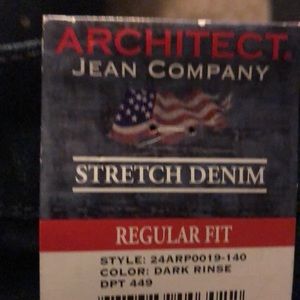 ARCHITECT®
JEAN COMPANY
STRETCH DENIM
REGULAR FIT
STYLE: 24ARP0019-140
COLOR: DARK RINSE
DPT 449